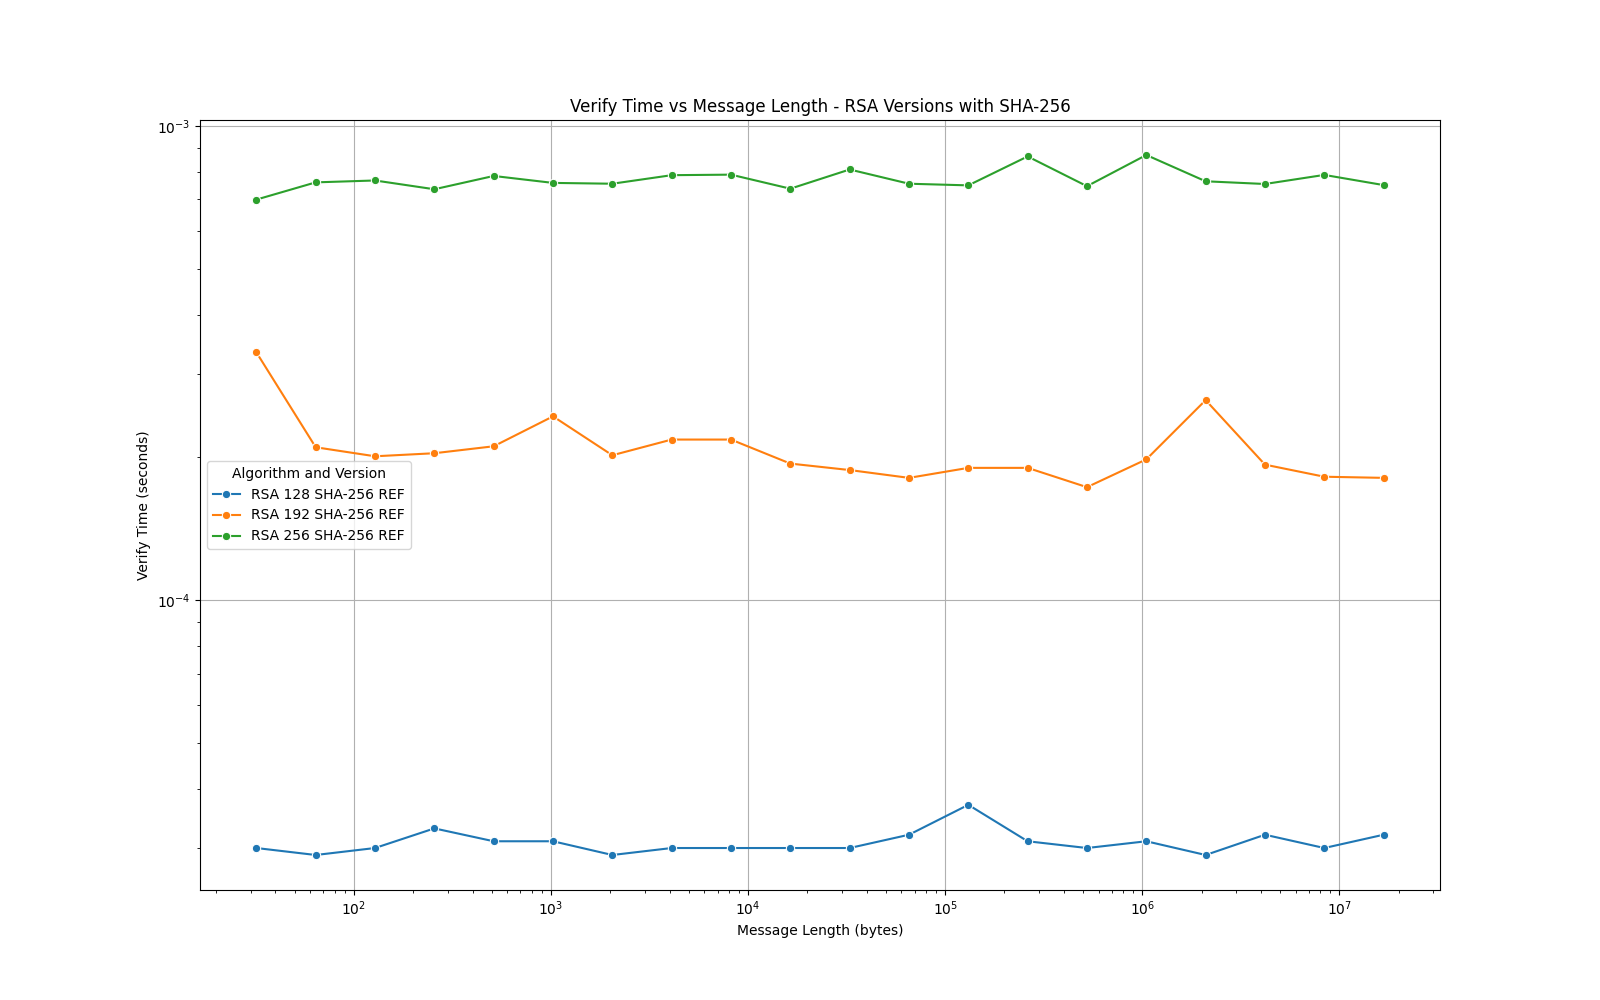 Verify Time vs Message Length - RSA Versions with SHA-256
10⁻³
10⁻⁴
Verify Time (seconds)
Algorithm and Version
RSA 128 SHA-256 REF
RSA 192 SHA-256 REF
RSA 256 SHA-256 REF
10² 10³ 10⁴ 10⁵ 10⁶ 10⁷
Message Length (bytes)